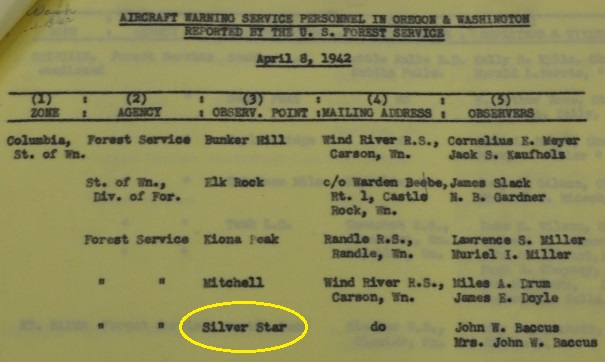 AIRCRAFT WARNING SERVICE PERSONNEL IN OREGON & WASHINGTON
REPORTED BY THE U. S. FOREST SERVICE
April 8, 1942
(1) : (2) : (3) : (4) : (5)
ZONE : AGENCY : OBSERV. POINT : MAILING ADDRESS : OBSERVERS
Columbia, Forest Service Bunker Hill Wind River R.S., Cornelius E. Meyer
St. of Wn. Carson, Wn. Jack S. Kaufhols
St. of Wn., Elk Rock c/o Warden Beebe, James Slack
Div. of For. Rt. 1, Castle N. B. Gardner
Rock, Wn.
Forest Service Kiona Peak Randle R.S., Lawrence S. Miller
Randle, Wn. Muriel I. Miller
" " Mitchell Wind River R.S., Miles A. Drum
Carson, Wn. James E. Doyle
" " Silver Star do John W. Baccus
Mrs. John W. Baccus